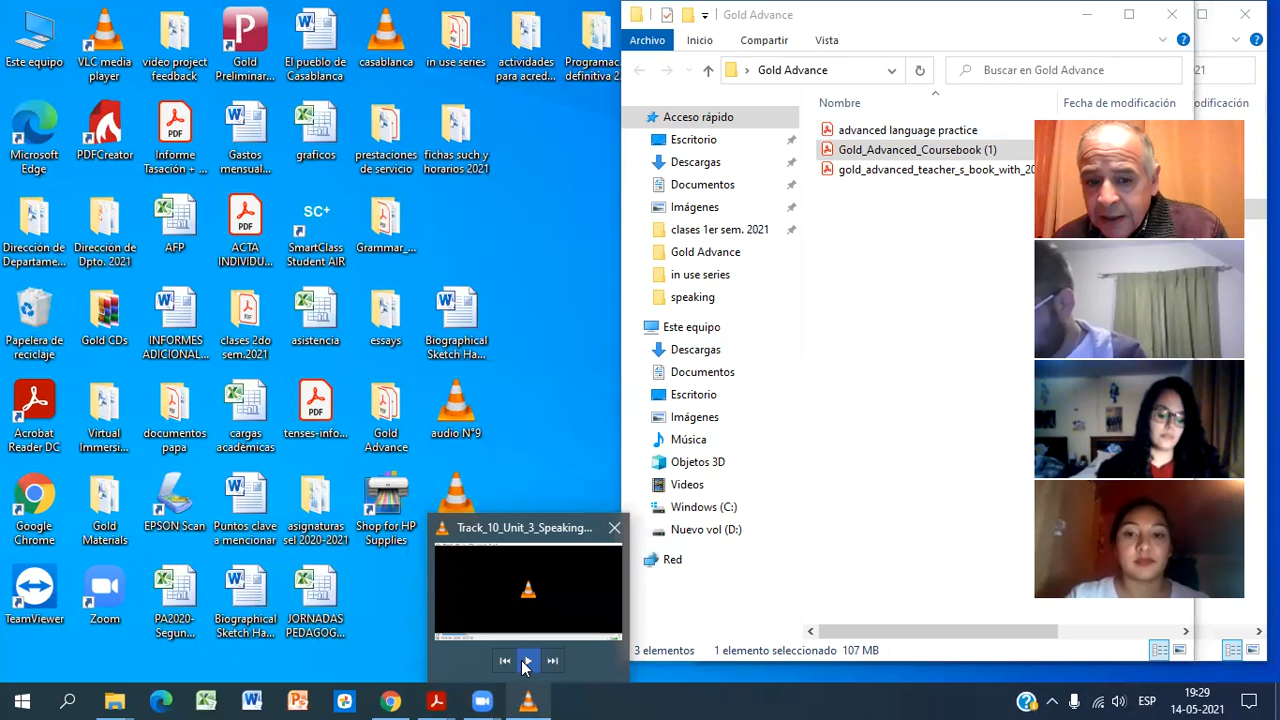 Este equipo
VLC media
player
video project
feedback
Gold
Preliminar...
El pueblo de
Casablanca
casablanca
in use series
actividades
para acred...
Programac
definitiva 2
Microsoft
Edge
PDFCreator
Informe
Tasación + ...
Gastos
mensual...
graficos
prestaciones
de servicio
fichas such y
horarios 2021
Dirección de
Departame...
Dirección de
Dpto. 2021
AFP
ACTA
INDIVIDU...
SC+
SmartClass
Student AIR
Grammar_...
Papelera de
reciclaje
Gold CDs
INFORMES
ADICIONAL...
clases 2do
sem.2021
asistencia
essays
Biographical
Sketch Ha...
Acrobat
Reader DC
Virtual
Immersi...
documentos
papa
cargas
académicas
tenses-info...
Gold
Advance
audio N°9
Google
Chrome
Gold
Materials
EPSON Scan
Puntos clave
a mencionar
asignaturas
sel 2020-2021
Shop for HP
Supplies
TeamViewer
Zoom
PA2020-
Segun...
Biographical
Sketch Ha...
JORNADAS
PEDAGOG...
Track_10_Unit_3_Speaking...
Gold Advance
Archivo
Inicio
Compartir
Vista
Gold Advance
Buscar en Gold Advance
21
Nombre
Fecha de modificación
odificación
Acceso rápido
Escritorio
Descargas
Documentos
Imágenes
clases 1er sem. 2021
Gold Advance
in use series
speaking
Este equipo
Descargas
Documentos
Escritorio
Imágenes
Música
Objetos 3D
Videos
Windows (C:)
Nuevo vol (D:)
Red
advanced language practice
Gold_Advanced_Coursebook (1)
gold_advanced_teacher_s_book_with_20
3 elementos
1 elemento seleccionado 107 MB
ESP
19:29
14-05-2021